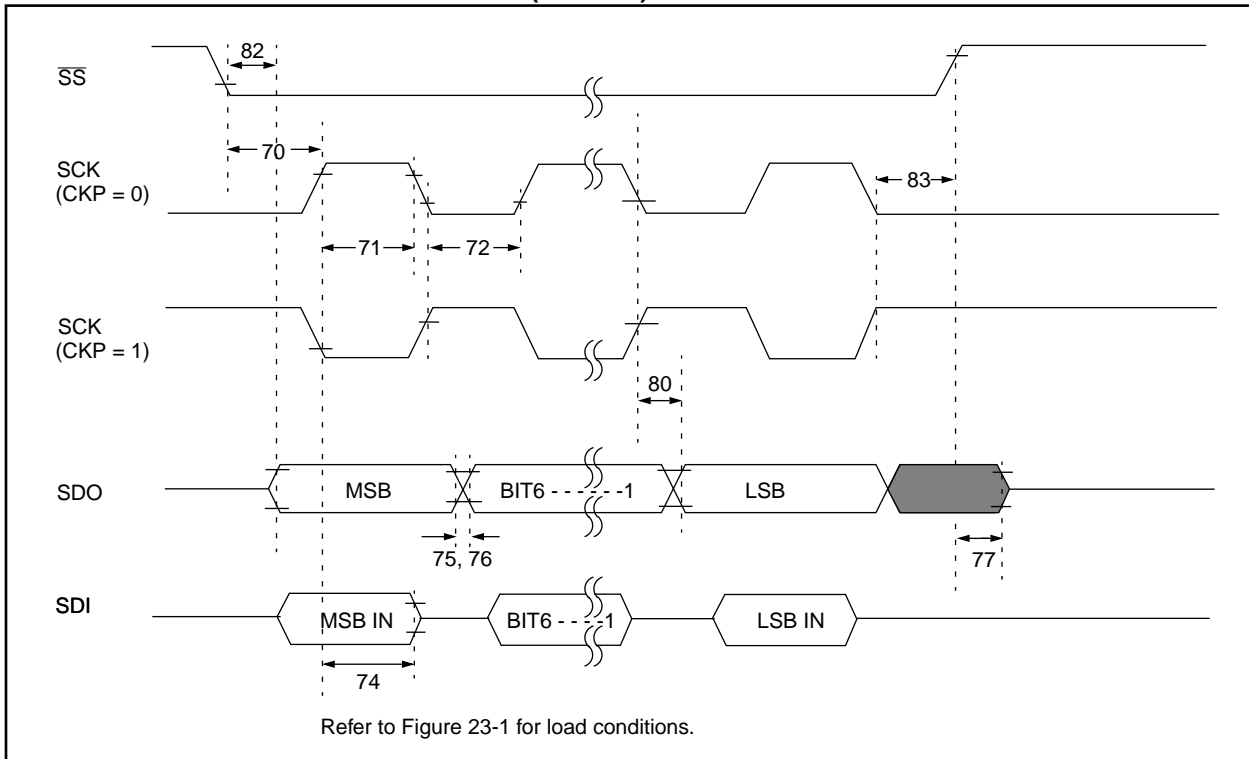 82
SS
70
SCK
(CKP = 0)
83
71
72
SCK
(CKP = 1)
80
SDO
MSB
BIT6 - - - - - -1
LSB
75, 76
77
SDI
MSB IN
BIT6 - - - -1
LSB IN
74
Refer to Figure 23-1 for load conditions.